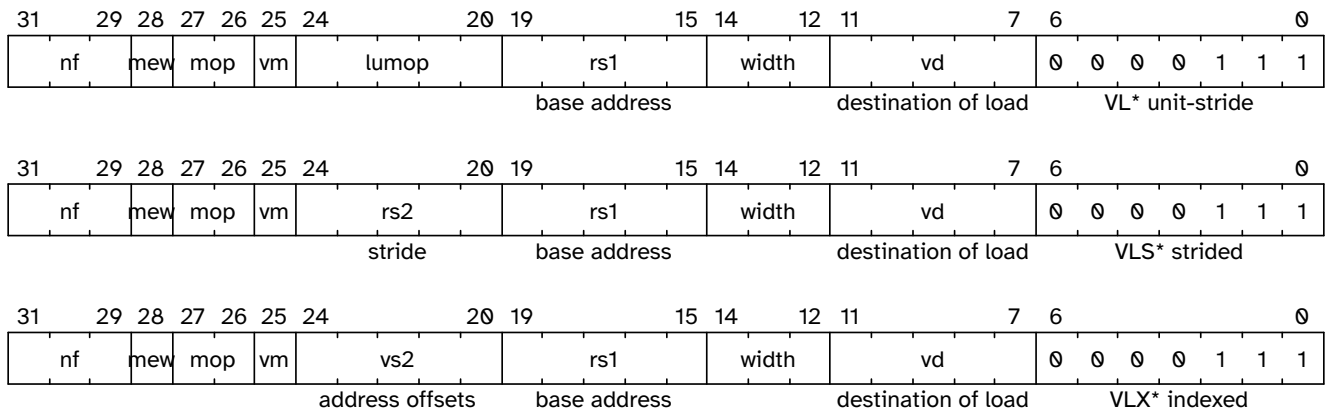 31 29 28 27 26 25 24 20 19 15 14 12 11 7 6 0
nf mew mop vm lumop rs1 width vd 0 0 0 0 1 1 1
base address destination of load VL* unit-stride
31 29 28 27 26 25 24 20 19 15 14 12 11 7 6 0
nf mew mop vm rs2 rs1 width vd 0 0 0 0 1 1 1
stride base address destination of load VLS* strided
31 29 28 27 26 25 24 20 19 15 14 12 11 7 6 0
nf mew mop vm vs2 rs1 width vd 0 0 0 0 1 1 1
address offsets base address destination of load VLX* indexed